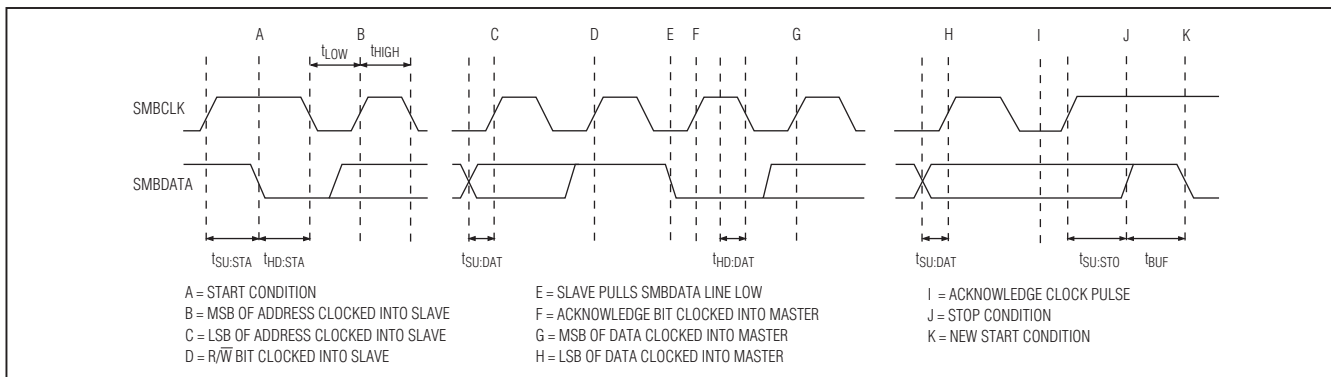 A B C D E F G H I J K
tLOW tHIGH
SMBCLK
SMBDATA
tSU:STA tHD:STA tSU:DAT tHD:DAT tSU:DAT tSU:STO tBUF
A = START CONDITION
B = MSB OF ADDRESS CLOCKED INTO SLAVE
C = LSB OF ADDRESS CLOCKED INTO SLAVE
D = R/W̅ BIT CLOCKED INTO SLAVE
E = SLAVE PULLS SMBDATA LINE LOW
F = ACKNOWLEDGE BIT CLOCKED INTO MASTER
G = MSB OF DATA CLOCKED INTO MASTER
H = LSB OF DATA CLOCKED INTO MASTER
I = ACKNOWLEDGE CLOCK PULSE
J = STOP CONDITION
K = NEW START CONDITION